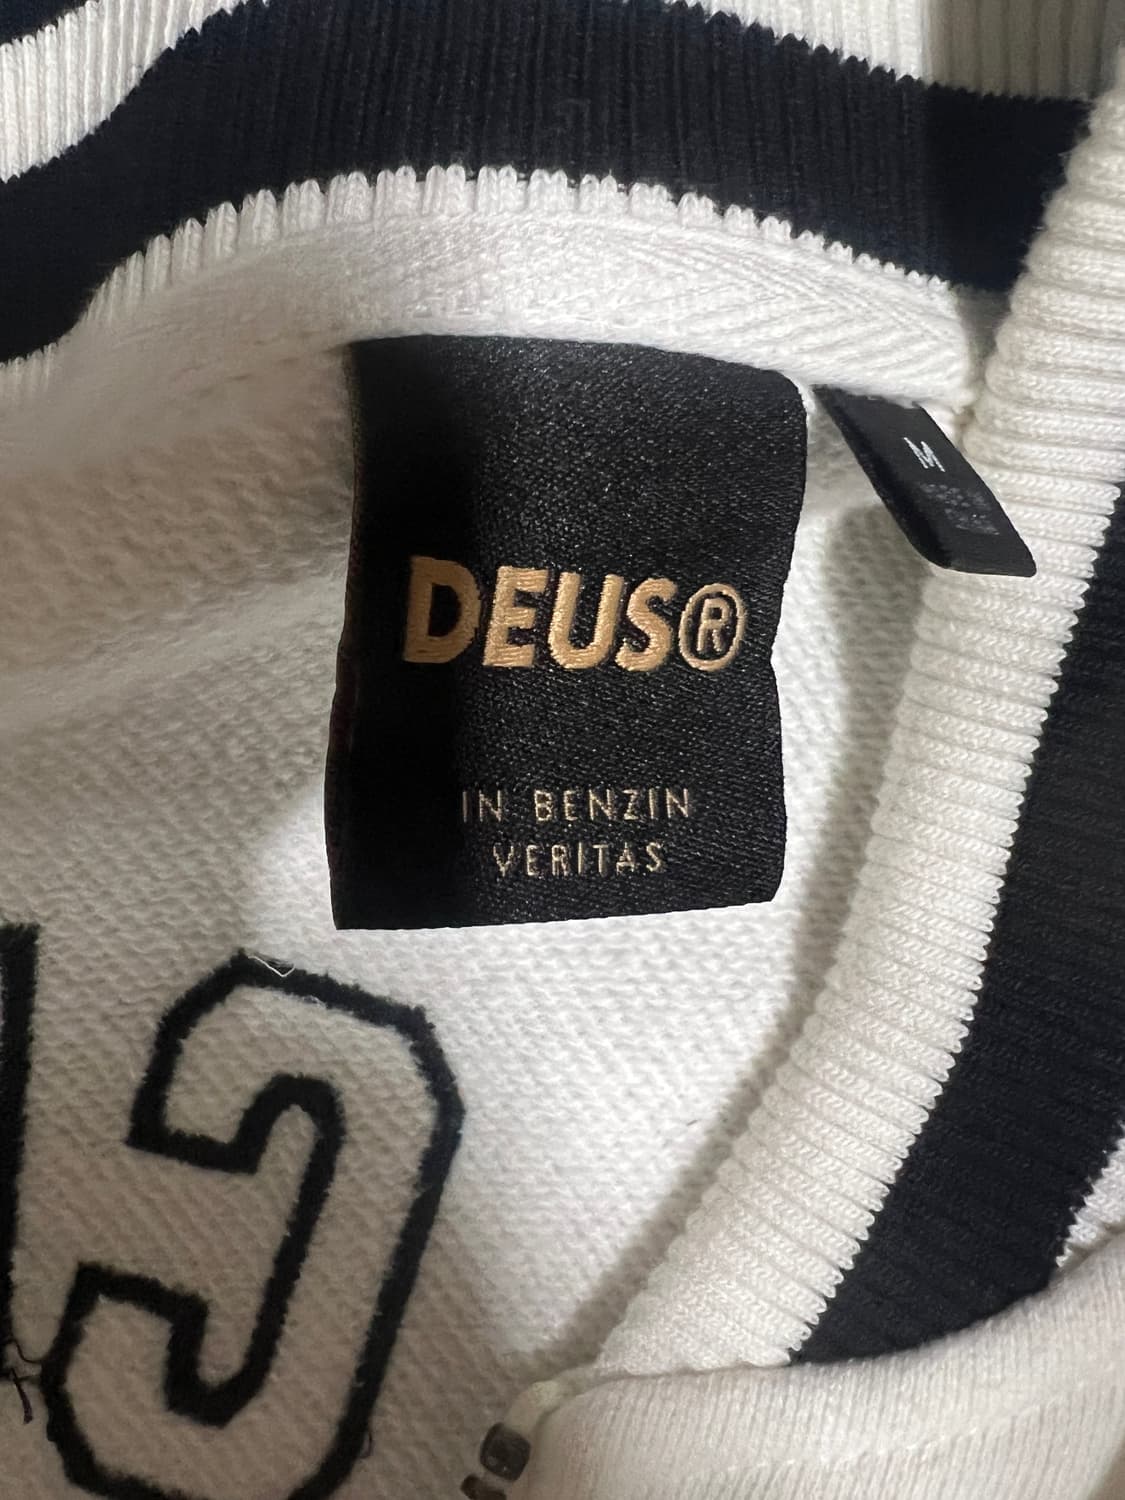 DEUS®
IN BENZIN
VERITAS
M